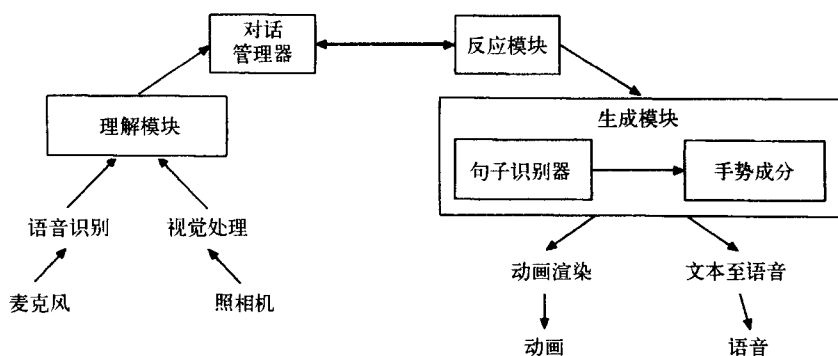 对话
管理器
反应模块
理解模块
生成模块
句子识别器
手势成分
语音识别
视觉处理
动画渲染
文本至语音
麦克风
照相机
动画
语音